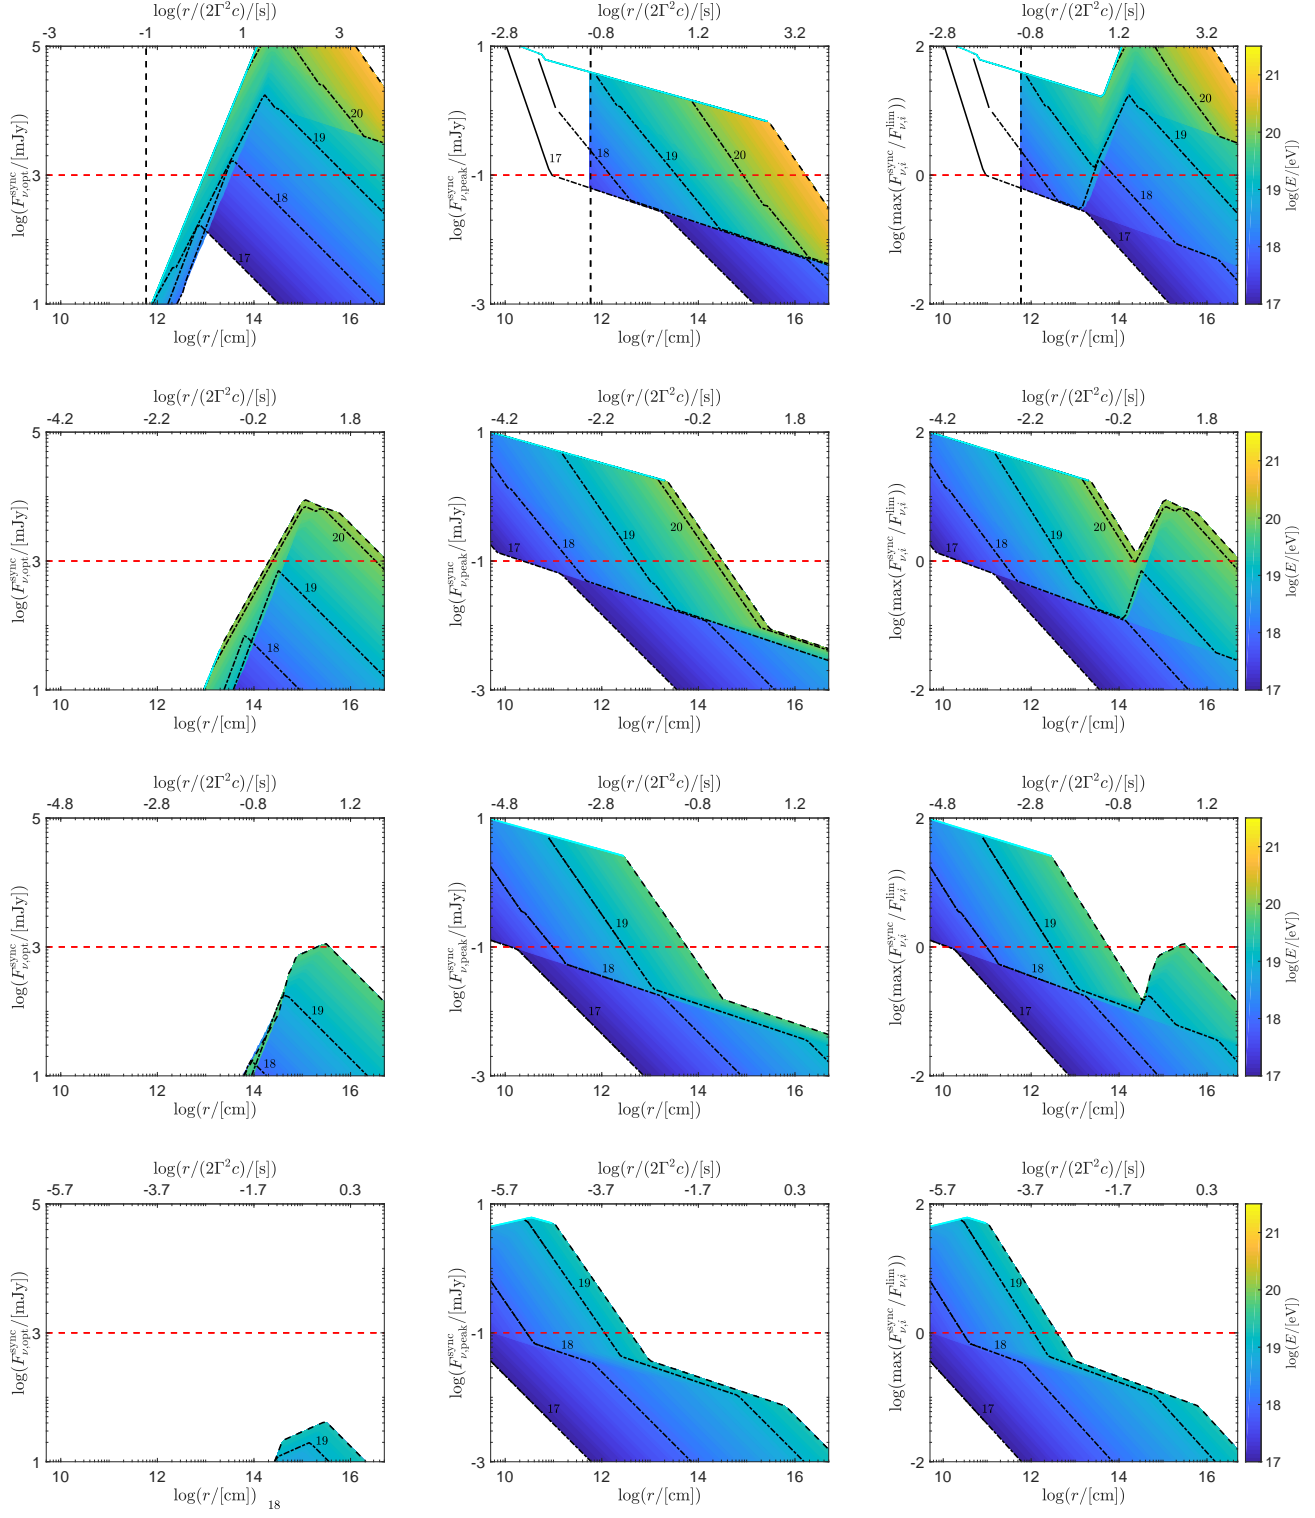 log(r/(2Γ²c)/[s]) log(r/(2Γ²c)/[s]) log(r/(2Γ²c)/[s])
-3 -1 1 3 -2.8 -0.8 1.2 3.2 -2.8 -0.8 1.2 3.2
5 3 1 log(F^sync_ν,opt/[mJy]) 20 19 18 17
1 -1 -3 log(F^sync_ν,peak/[mJy]) 17 18 19 20
2 0 -2 log(max(F^sync_ν,i/F^lim_ν,i)) 20 19 18 17
21 20 19 18 17 log(E/[eV])
10 12 14 16 10 12 14 16 10 12 14 16
log(r/[cm]) log(r/[cm]) log(r/[cm])
log(r/(2Γ²c)/[s]) log(r/(2Γ²c)/[s]) log(r/(2Γ²c)/[s])
-4.2 -2.2 -0.2 1.8 -4.2 -2.2 -0.2 1.8 -4.2 -2.2 -0.2 1.8
5 3 1 log(F^sync_ν,opt/[mJy]) 20 19 18
1 -1 -3 log(F^sync_ν,peak/[mJy]) 17 18 19 20
2 0 -2 log(max(F^sync_ν,i/F^lim_ν,i)) 17 18 19 20
21 20 19 18 17 log(E/[eV])
10 12 14 16 10 12 14 16 10 12 14 16
log(r/[cm]) log(r/[cm]) log(r/[cm])
log(r/(2Γ²c)/[s]) log(r/(2Γ²c)/[s]) log(r/(2Γ²c)/[s])
-4.8 -2.8 -0.8 1.2 -4.8 -2.8 -0.8 1.2 -4.8 -2.8 -0.8 1.2
5 3 1 log(F^sync_ν,opt/[mJy]) 19 18
1 -1 -3 log(F^sync_ν,peak/[mJy]) 19 18 17
2 0 -2 log(max(F^sync_ν,i/F^lim_ν,i)) 19 18 17
21 20 19 18 17 log(E/[eV])
10 12 14 16 10 12 14 16 10 12 14 16
log(r/[cm]) log(r/[cm]) log(r/[cm])
log(r/(2Γ²c)/[s]) log(r/(2Γ²c)/[s]) log(r/(2Γ²c)/[s])
-5.7 -3.7 -1.7 0.3 -5.7 -3.7 -1.7 0.3 -5.7 -3.7 -1.7 0.3
5 3 1 log(F^sync_ν,opt/[mJy]) 19
1 -1 -3 log(F^sync_ν,peak/[mJy]) 19 18 17
2 0 -2 log(max(F^sync_ν,i/F^lim_ν,i)) 19 18 17
21 20 19 18 17 log(E/[eV])
10 12 14 16 10 12 14 16 10 12 14 16
log(r/[cm]) 18 log(r/[cm]) log(r/[cm])